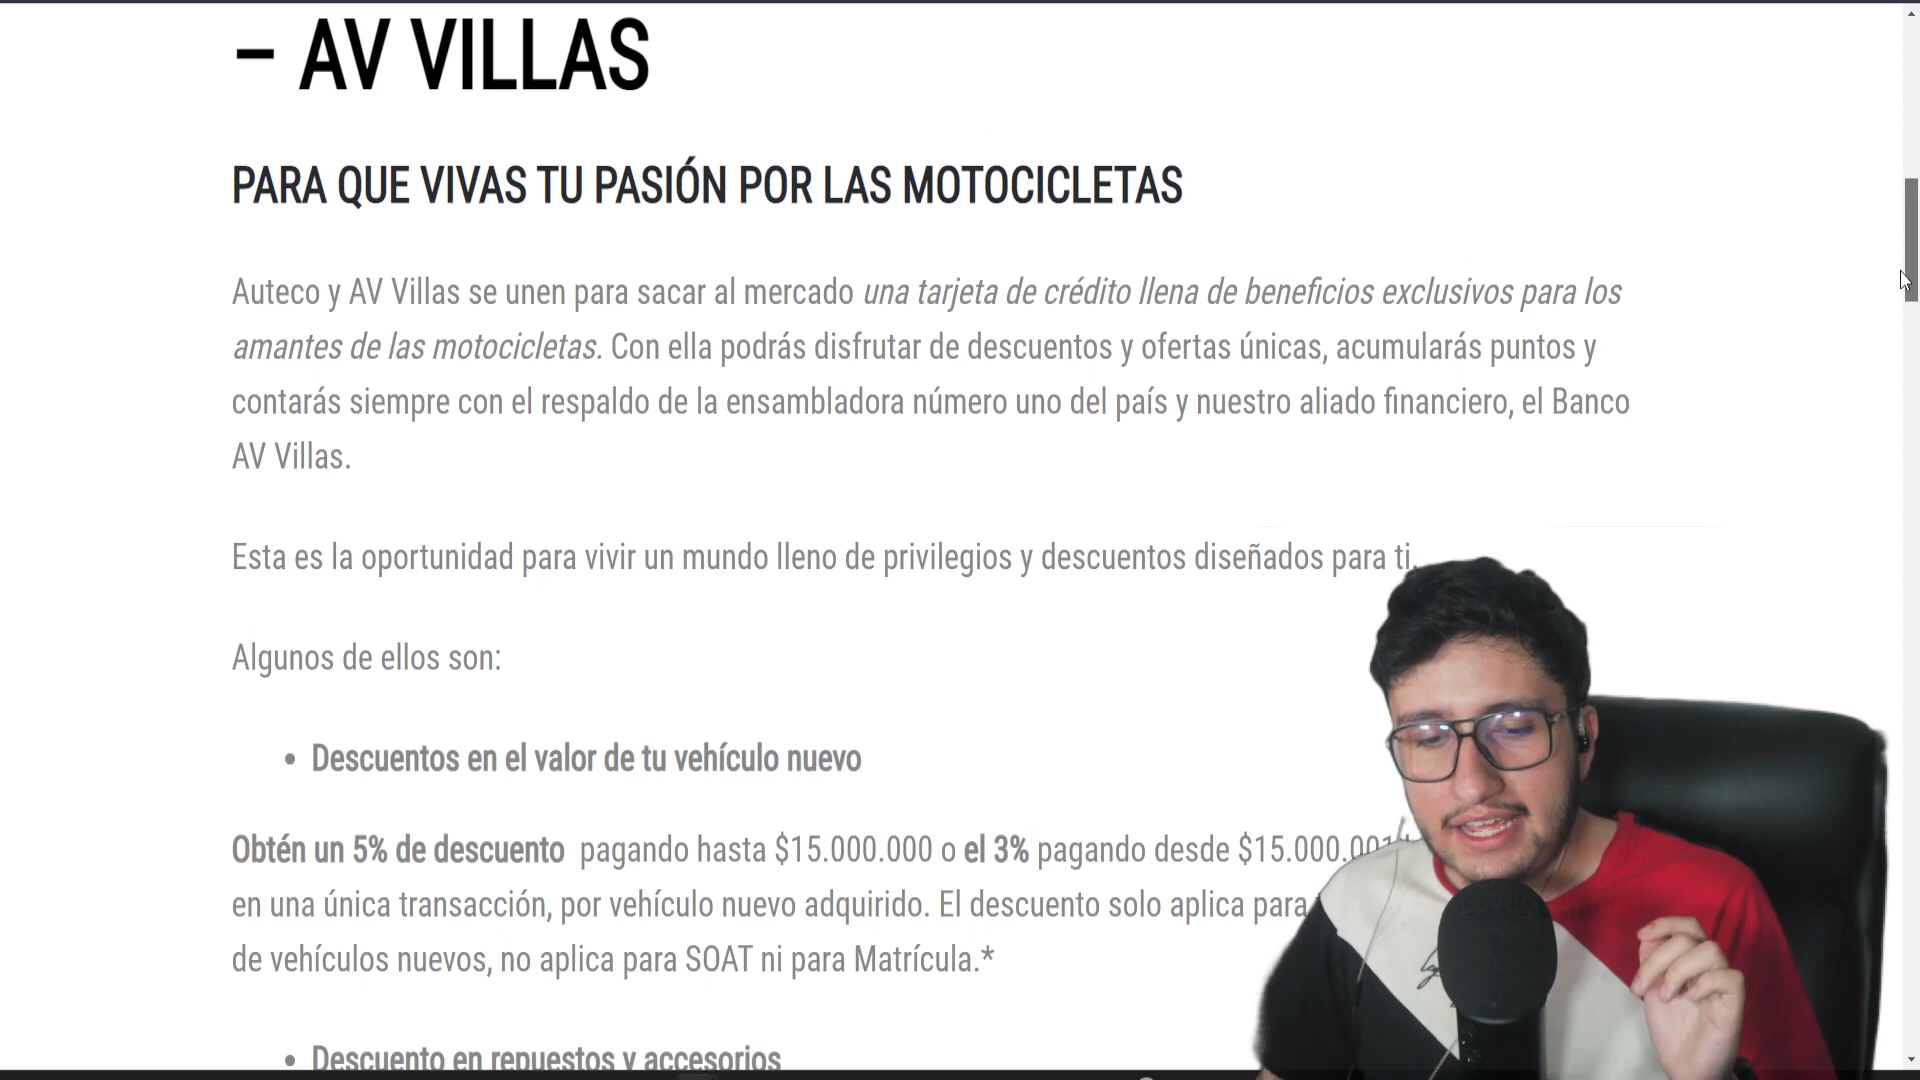 – AV VILLAS
PARA QUE VIVAS TU PASIÓN POR LAS MOTOCICLETAS
Auteco y AV Villas se unen para sacar al mercado una tarjeta de crédito llena de beneficios exclusivos para los
amantes de las motocicletas. Con ella podrás disfrutar de descuentos y ofertas únicas, acumularás puntos y
contarás siempre con el respaldo de la ensambladora número uno del país y nuestro aliado financiero, el Banco
AV Villas.
Esta es la oportunidad para vivir un mundo lleno de privilegios y descuentos diseñados para ti.
Algunos de ellos son:
• Descuentos en el valor de tu vehículo nuevo
Obtén un 5% de descuento pagando hasta $15.000.000 o el 3% pagando desde $15.000.001
en una única transacción, por vehículo nuevo adquirido. El descuento solo aplica para
de vehículos nuevos, no aplica para SOAT ni para Matrícula.*
• Descuento en repuestos y accesorios